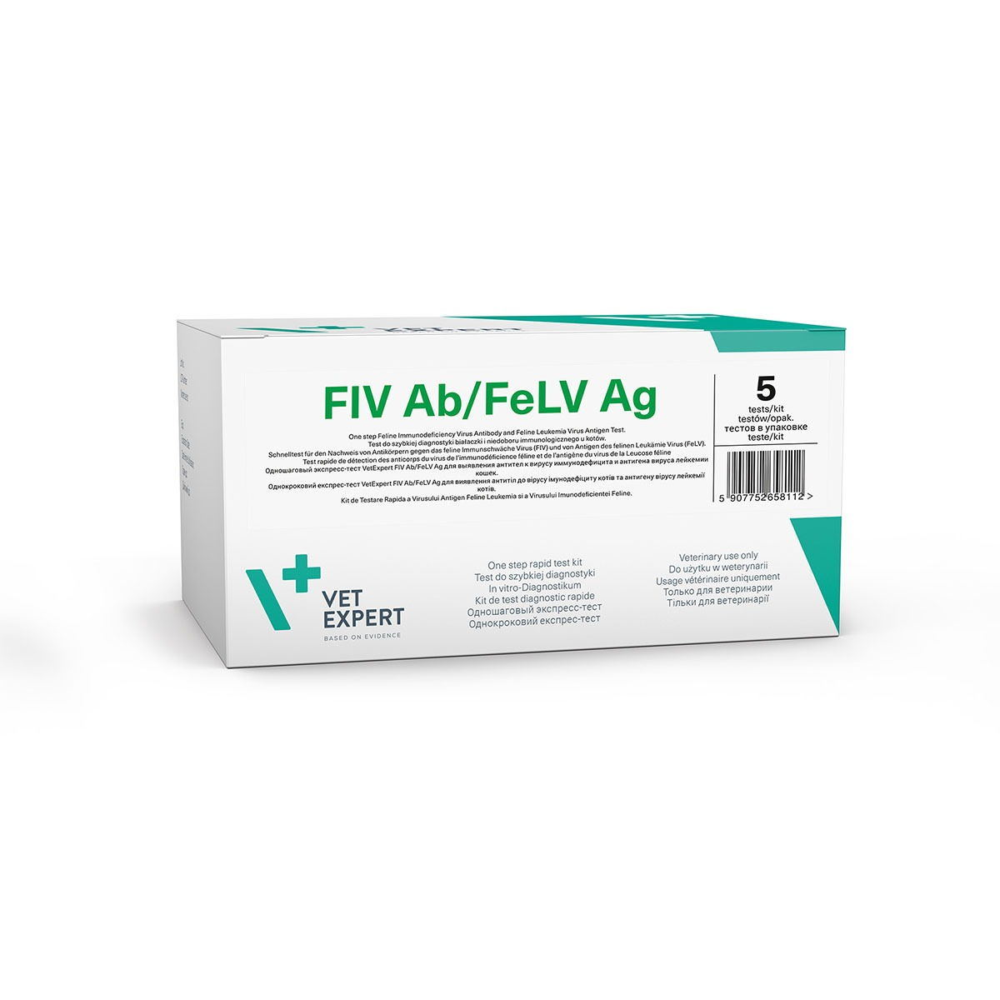 VET
EXPERT
FIV Ab/FeLV Ag
One step Feline Immunodeficiency Virus Antibody and Feline Leukemia Virus Antigen Test.
Test do szybkiej diagnostyki białaczki i niedoboru immunologicznego u kotów.
Schnelltest für den Nachweis von Antikörpern gegen das feline Immunschwäche Virus (FIV) und von Antigen des felinen Leukämie Virus (FeLV).
Test rapide de détection des anticorps du virus de l'immunodéficience féline et de l'antigène du virus de la Leucose féline
Одношаговый экспресс-тест VetExpert FIV Ab/FeLV Ag для выявления антител к вирусу иммунодефицита и антигена вируса лейкемии
кошек.
Однокроковий експрес-тест VetExpert FIV Ab/FeLV Ag для виявлення антитіл до вірусу імунодефіциту котів та антигену вірусу лейкемії
котів.
Kit de Testare Rapida a Virusului Antigen Feline Leukemia si a Virusului Imunodeficientei Feline.
5
tests/kit
testów/opak.
тестов в упаковке
teste/kit
5 907752658112 >
VET
EXPERT
BASED ON EVIDENCE
One step rapid test kit
Test do szybkiej diagnostyki
In vitro-Diagnostikum
Kit de test diagnostic rapide
Одношаговый экспресс-тест
Однокроковий експрес-тест
Veterinary use only
Do użytku w weterynarii
Usage vétérinaire uniquement
Только для ветеринарии
Тільки для ветеринарії